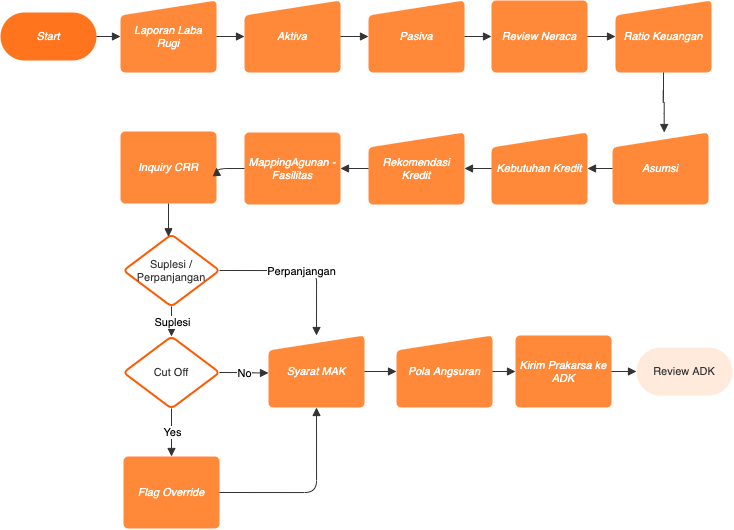 Start
Laporan Laba
Rugi
Aktiva
Pasiva
Review Neraca
Ratio Keuangan
Asumsi
Kebutuhan Kredit
Rekomendasi
Kredit
MappingAgunan -
Fasilitas
Inquiry CRR
Suplesi /
Perpanjangan
Perpanjangan
Suplesi
Cut Off
No
Syarat MAK
Pola Angsuran
Kirim Prakarsa ke
ADK
Review ADK
Yes
Flag Override